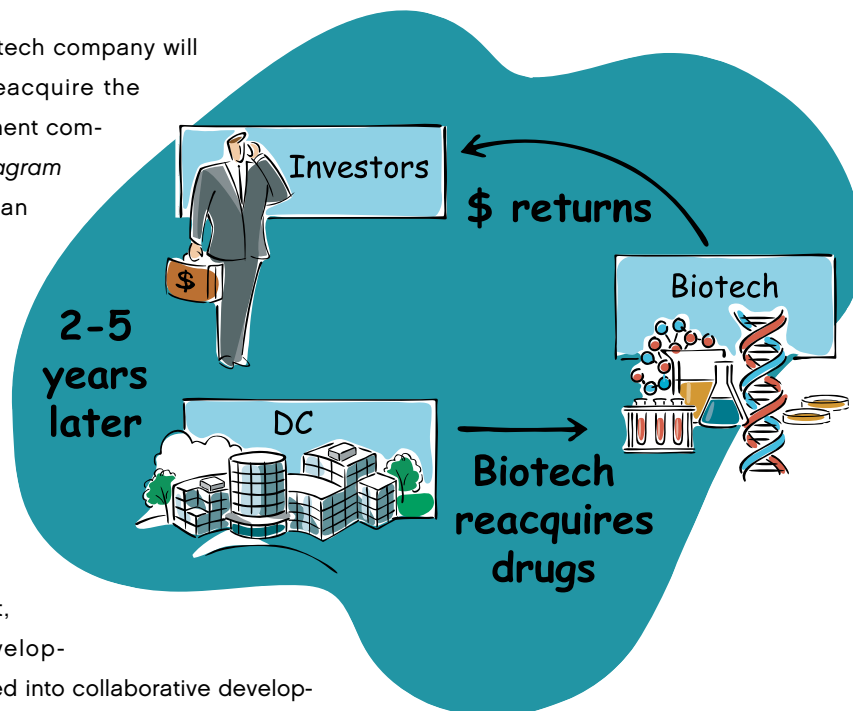 tech company will
eacquire the
ment com-
agram
an
Investors
$ returns
$
Biotech
2-5
years
later
DC
Biotech
reacquires
drugs
velop-
ed into collaborative develop-